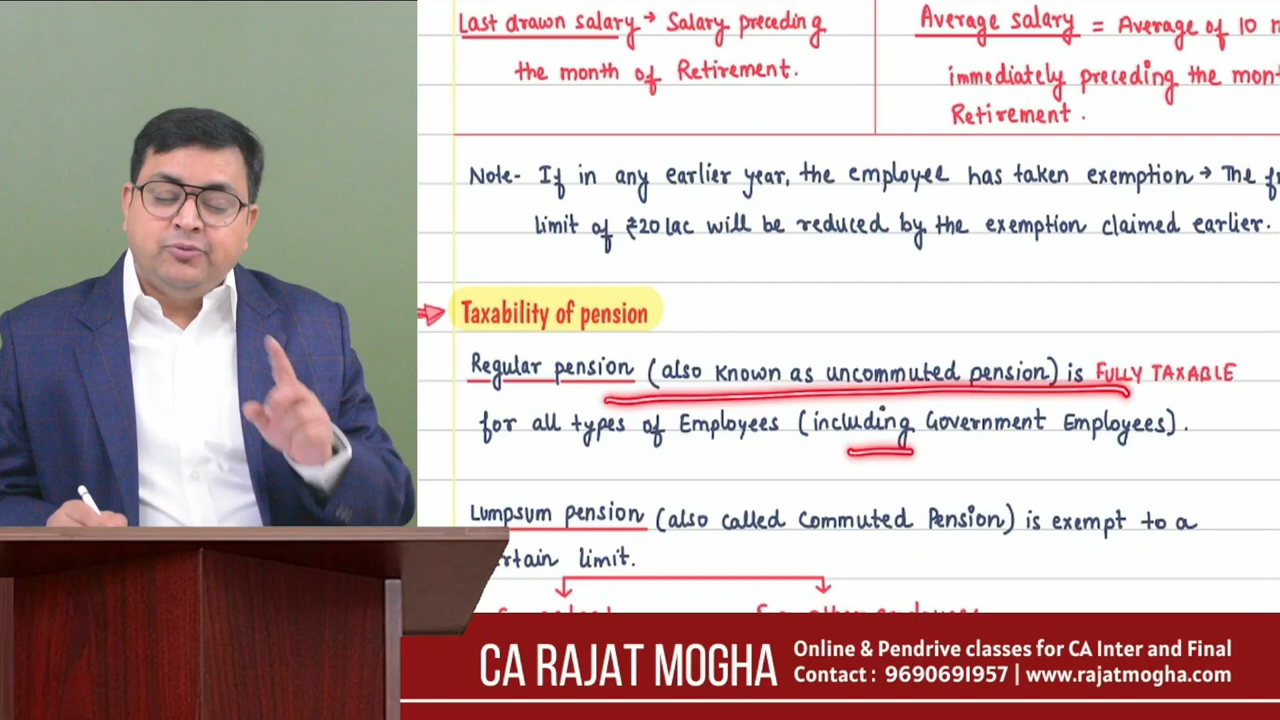 Last drawn salary → Salary preceding
the month of Retirement.
Average salary = Average of 10
immediately preceding the
Retirement.
Note- If in any earlier year, the employee has taken exemption → The
limit of ₹20 lac will be reduced by the exemption claimed earlier.
Taxability of pension
Regular pension (also known as uncommuted pension) is FULLY TAXABLE
for all types of Employees (including Government Employees).
Lumpsum pension (also called Commuted Pension) is exempt to a
limit.
CA RAJAT MOGHA
Online & Pendrive classes for CA Inter and Final
Contact : 9690691957 | www.rajatmogha.com